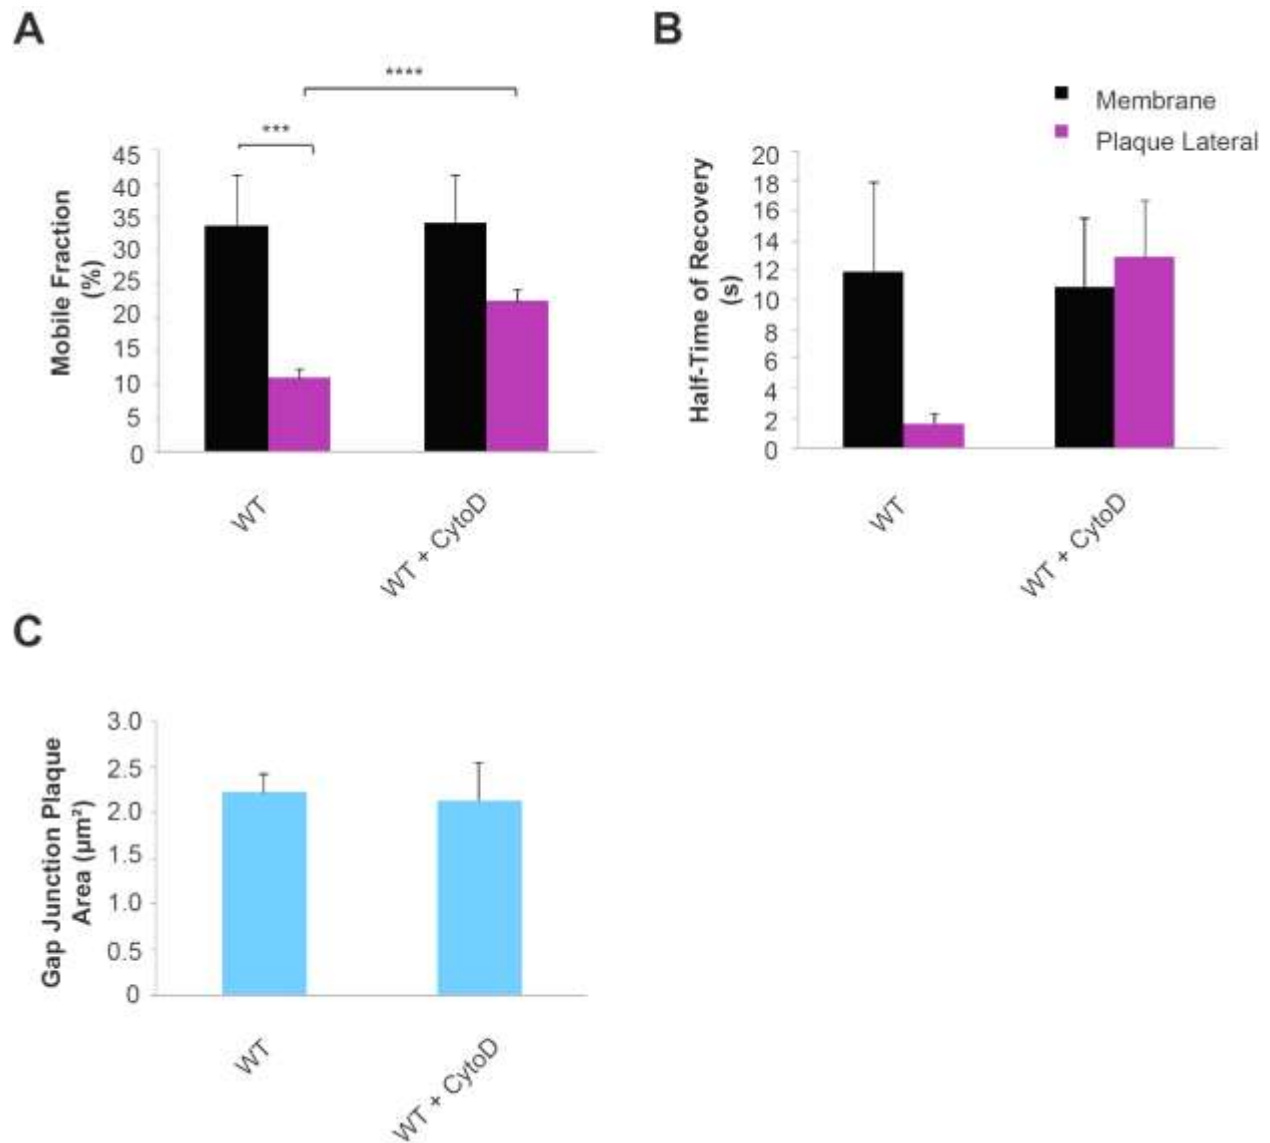 A
****
***
45
40
35
30
25
20
15
10
5
0
Mobile Fraction
(%)
WT
WT + CytoD
B
Membrane
Plaque Lateral
20
18
16
14
12
10
8
6
4
2
0
Half-Time of Recovery
(s)
WT
WT + CytoD
C
3.0
2.5
2.0
1.5
1.0
0.5
0
Gap Junction Plaque
Area (µm²)
WT
WT + CytoD